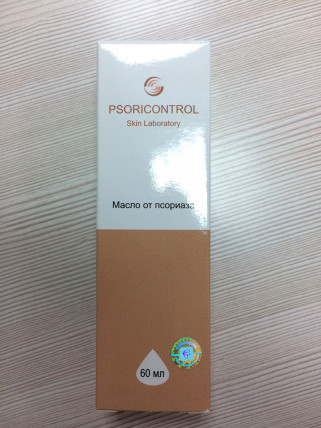 PSORICONTROL
Skin Laboratory
Масло от псориаза
60 мл